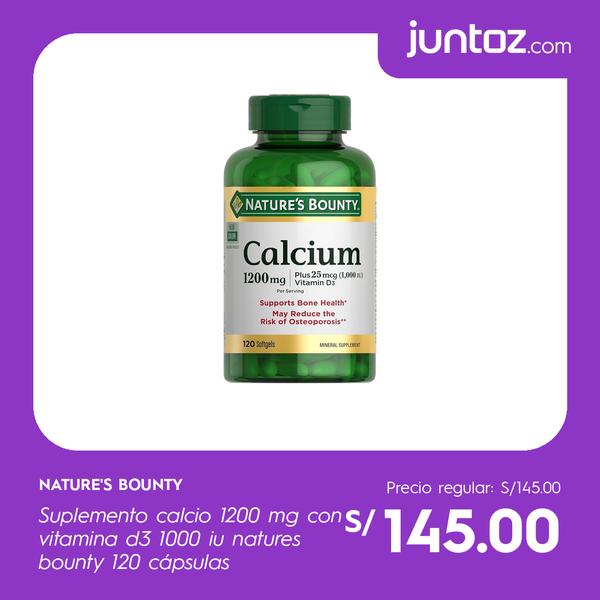 juntoz.com
NATURE'S BOUNTY
Calcium
1200 mg Plus 25 mcg (1,000 IU)
Vitamin D3
Per Serving
Supports Bone Health*
May Reduce the
Risk of Osteoporosis**
120 Softgels MINERAL SUPPLEMENT
NATURE'S BOUNTY
Suplemento calcio 1200 mg con
vitamina d3 1000 iu natures
bounty 120 cápsulas
Precio regular: S/145.00
S/ 145.00